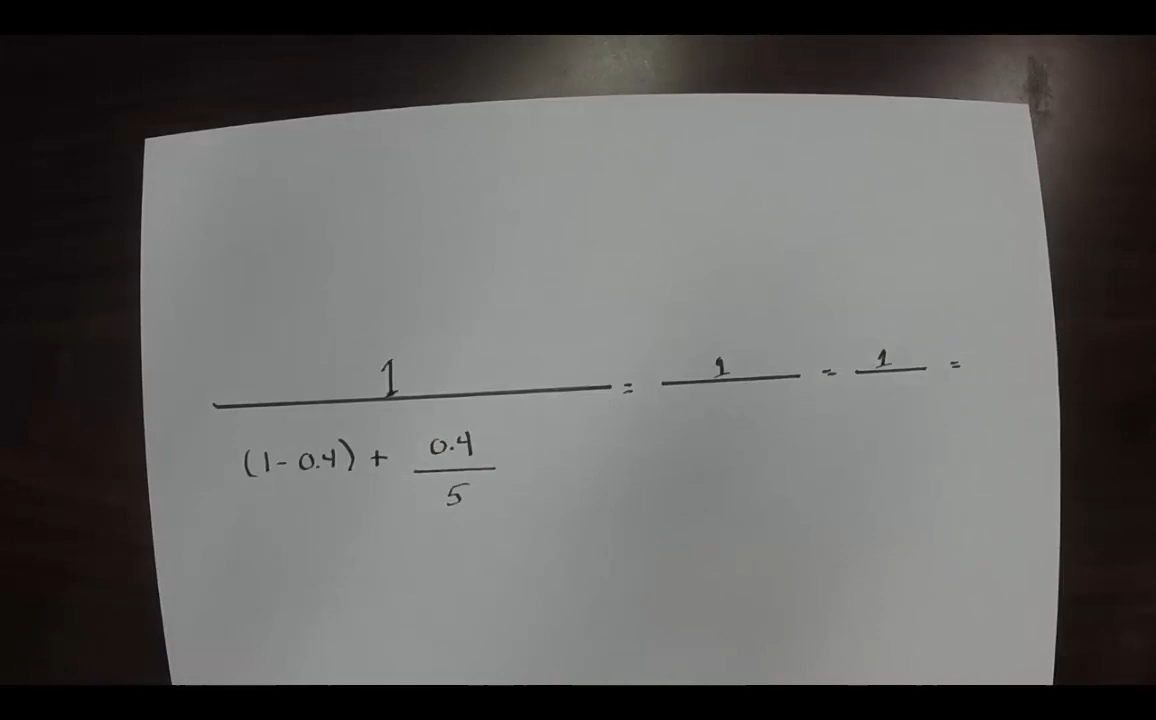 1 = 1 = 1 =
(1 - 0.4) + 0.4
5